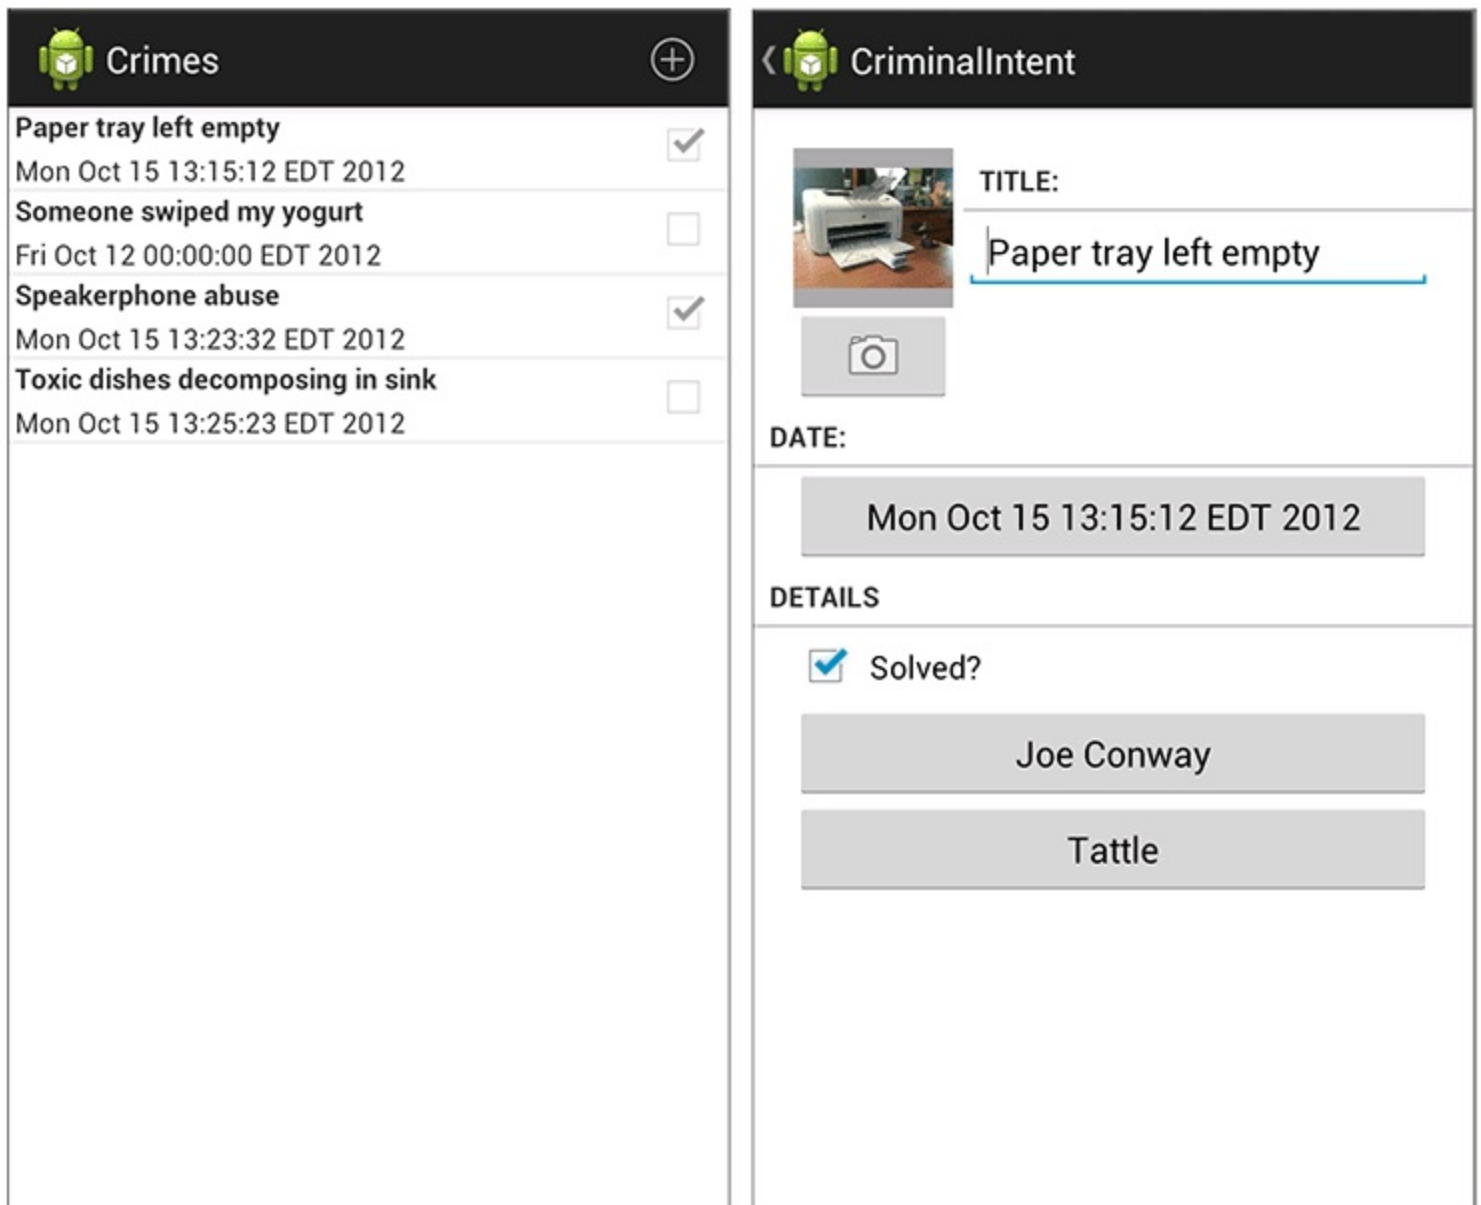 Crimes
Paper tray left empty
Mon Oct 15 13:15:12 EDT 2012
Someone swiped my yogurt
Fri Oct 12 00:00:00 EDT 2012
Speakerphone abuse
Mon Oct 15 13:23:32 EDT 2012
Toxic dishes decomposing in sink
Mon Oct 15 13:25:23 EDT 2012
CriminalIntent
TITLE:
Paper tray left empty
DATE:
Mon Oct 15 13:15:12 EDT 2012
DETAILS
Solved?
Joe Conway
Tattle